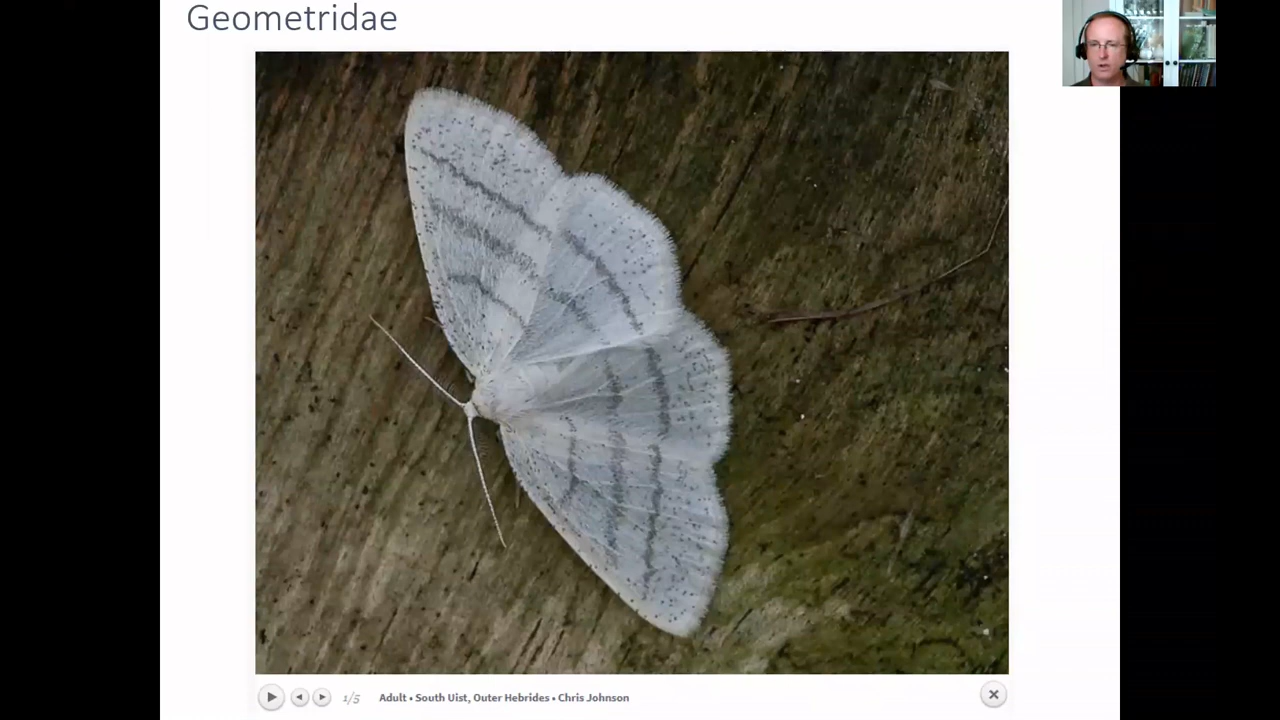 Geometridae
1/5 Adult • South Uist, Outer Hebrides • Chris Johnson